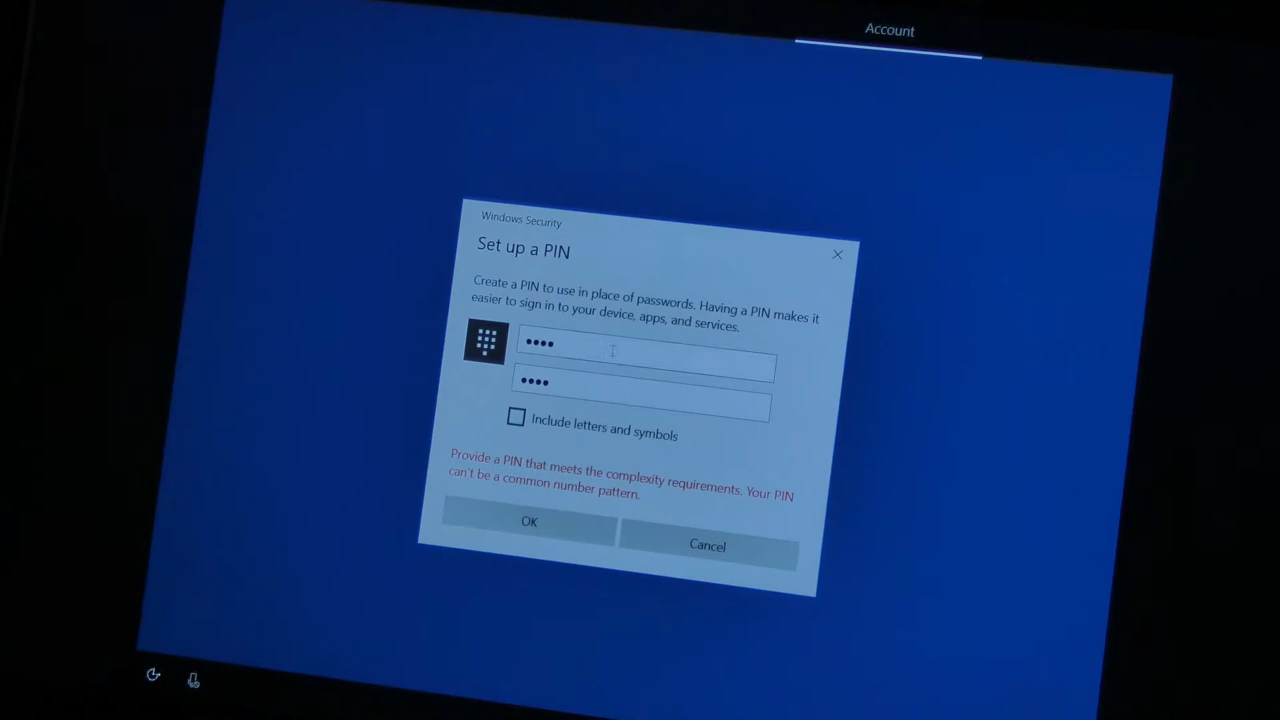 Account
Windows Security
Set up a PIN
Create a PIN to use in place of passwords. Having a PIN makes it
easier to sign in to your device, apps, and services.
••••
••••
Include letters and symbols
Provide a PIN that meets the complexity requirements. Your PIN
can't be a common number pattern.
OK
Cancel